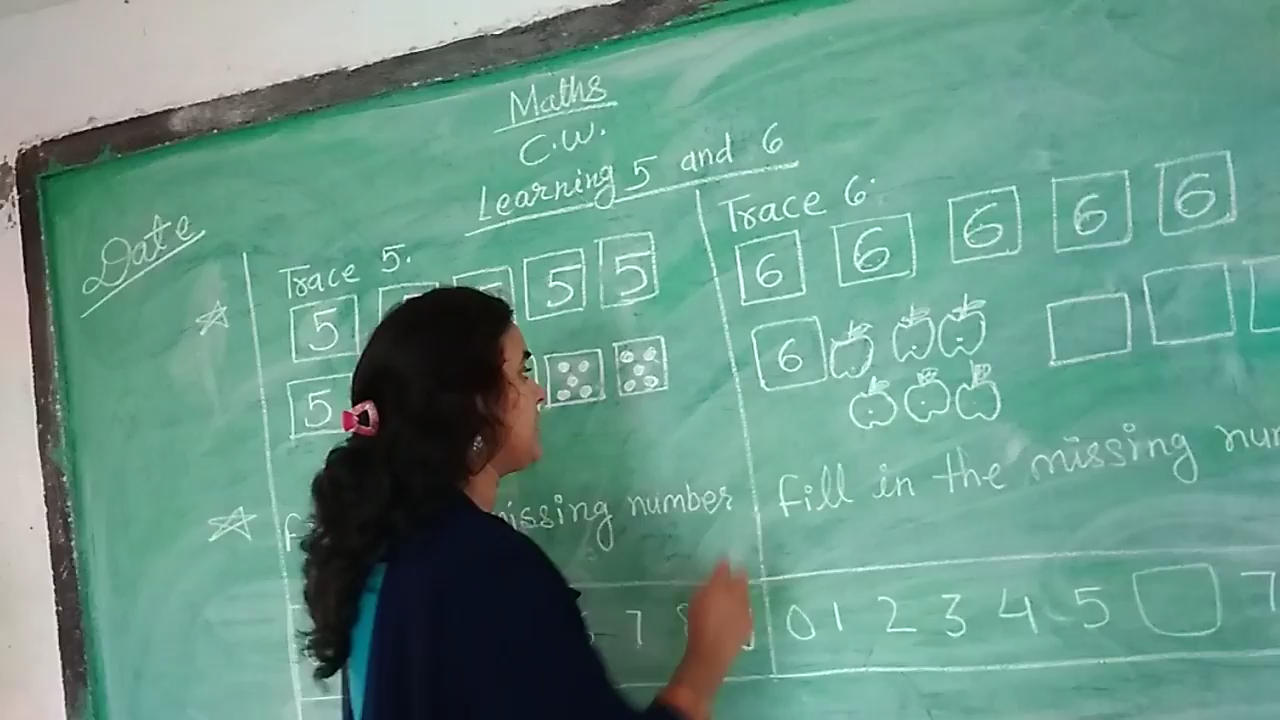 Maths
C.W.
Learning 5 and 6
Date
Trace 5.
5 5 5
5
missing number
7
Trace 6.
6 6 6 6 6
6
fill in the missing
0 1 2 3 4 5 7